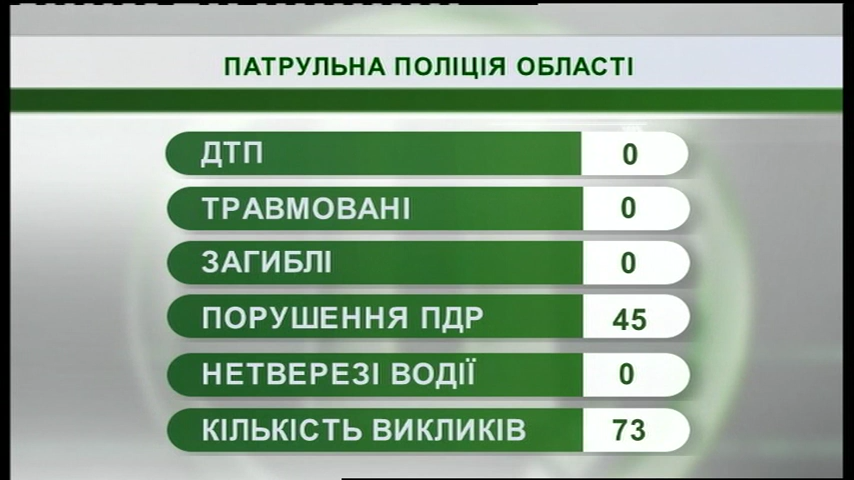 ПАТРУЛЬНА ПОЛІЦІЯ ОБЛАСТІ
ДТП 0
ТРАВМОВАНІ 0
ЗАГИБЛІ 0
ПОРУШЕННЯ ПДР 45
НЕТВЕРЕЗІ ВОДІЇ 0
КІЛЬКІСТЬ ВИКЛИКІВ 73